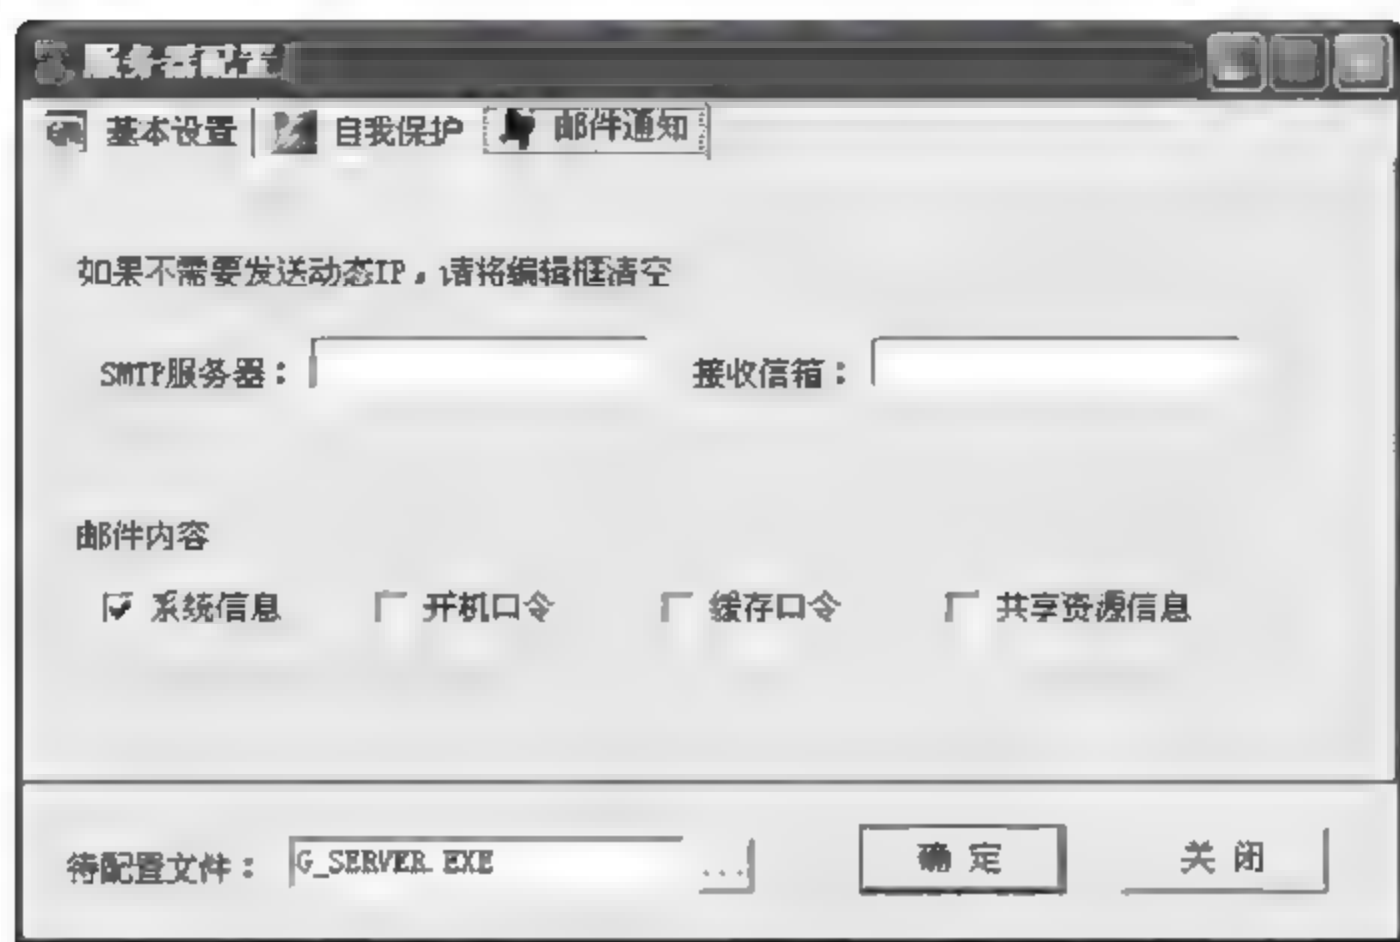 服务器配置
基本设置 自我保护 邮件通知
如果不需要发送动态IP，请将编辑框清空
SMTP服务器： 接收信箱：
邮件内容
系统信息 开机口令 缓存口令 共享资源信息
待配置文件： G_SERVER.EXE ... 确 定 关 闭